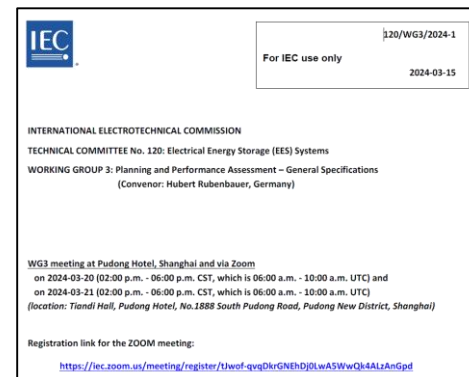 IEC
120/WG3/2024-1
For IEC use only
2024-03-15
INTERNATIONAL ELECTROTECHNICAL COMMISSION
TECHNICAL COMMITTEE No. 120: Electrical Energy Storage (EES) Systems
WORKING GROUP 3: Planning and Performance Assessment – General Specifications
(Convenor: Hubert Rubenbauer, Germany)
WG3 meeting at Pudong Hotel, Shanghai and via Zoom
on 2024-03-20 (02:00 p.m. - 06:00 p.m. CST, which is 06:00 a.m. - 10:00 a.m. UTC) and
on 2024-03-21 (02:00 p.m. - 06:00 p.m. CST, which is 06:00 a.m. - 10:00 a.m. UTC)
(location: Tiandi Hall, Pudong Hotel, No.1888 South Pudong Road, Pudong New District, Shanghai)
Registration link for the ZOOM meeting:
https://iec.zoom.us/meeting/register/tJwof-qvqDkrGNEhDj0LwA5WwQk4ALzAnGpd